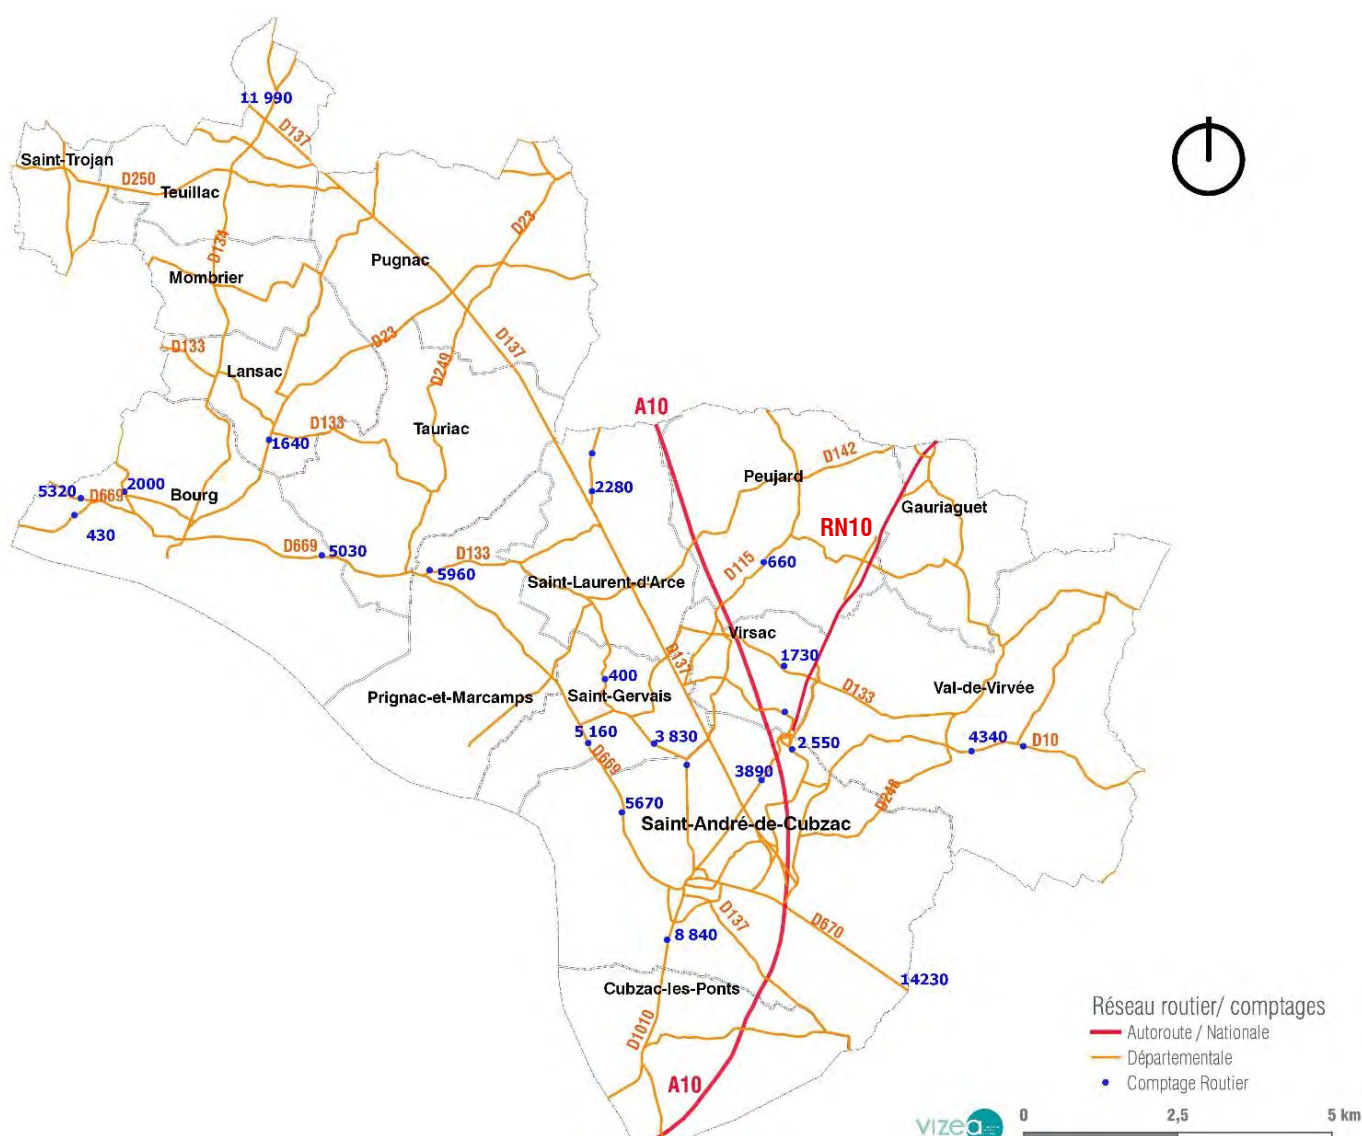 11 990
D137
Saint-Trojan
D250
Teuillac
D23
D134
Pugnac
Mombrier
D23
D137
D133
D249
Lansac
A10
D133
Tauriac
1640
D142
Peujard
2000
5320
D669
Bourg
2280
Gauriaguet
430
RN10
D669
5030
D133
5960
D115
660
Saint-Laurent-d'Arce
Virsac
D137
1730
400
D133
Val-de-Virvée
Prignac-et-Marcamps
Saint-Gervais
5 160
3 830
2 550
4340
D10
D669
3890
D248
5670
Saint-André-de-Cubzac
D137
D670
8 840
14230
Cubzac-les-Ponts
Réseau routier/ comptages
Autoroute / Nationale
D1010
Départementale
A10
Comptage Routier
vizea
0 2,5 5 km